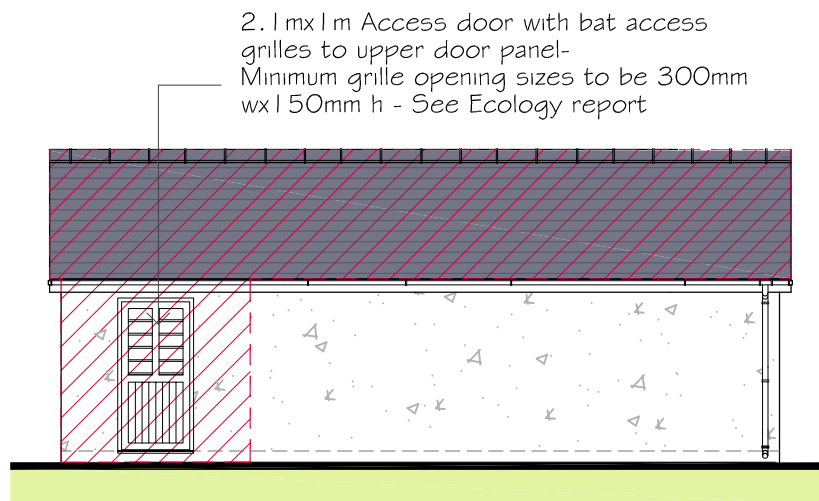 2.1mx1m Access door with bat access
grilles to upper door panel-
Minimum grille opening sizes to be 300mm
wx150mm h - See Ecology report